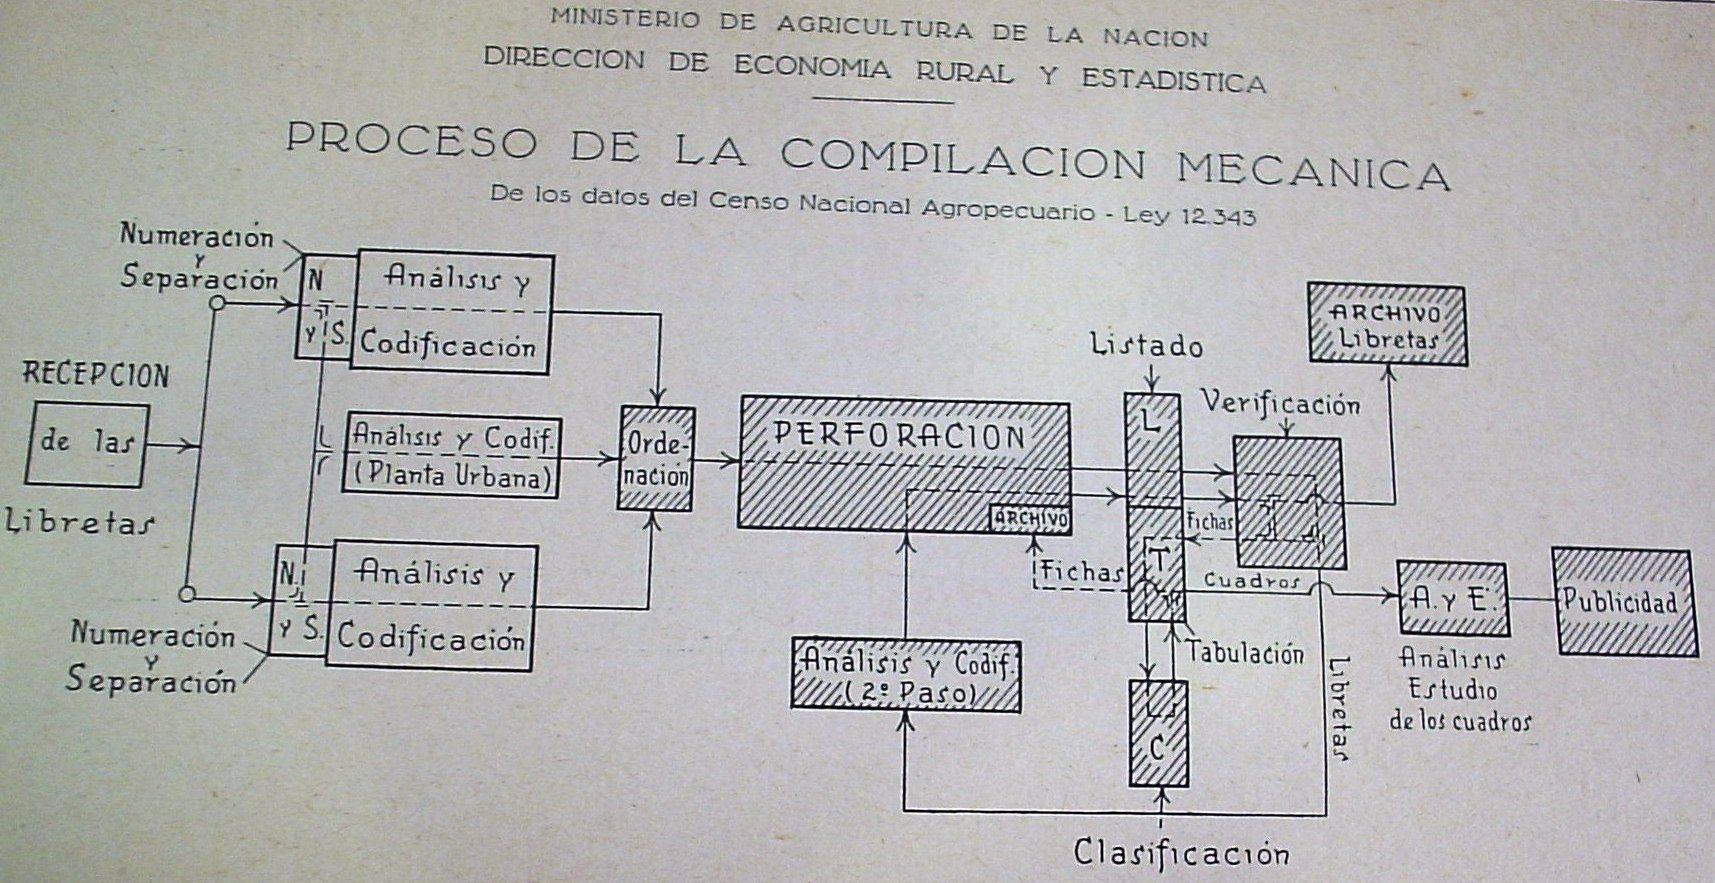 MINISTERIO DE AGRICULTURA DE LA NACION
DIRECCION DE ECONOMIA RURAL Y ESTADISTICA
PROCESO DE LA COMPILACION MECANICA
De los datos del Censo Nacional Agropecuario - Ley 12.343
Numeración
y
Separación
N
y S.
Análisis y
Codificación
RECEPCION
de las
Libretas
Análisis y Codif.
(Planta Urbana)
N.
y S.
Análisis y
Codificación
Numeración
y
Separación
Orde-
nación
PERFORACION
ARCHIVO
Fichas
Análisis y Codif.
(2º Paso)
Listado
L
T
Tabulación
C
Clasificación
Verificación
Fichas
Cuadros
Libretas
ARCHIVO
Libretas
A. y E.
Análisis
Estudio
de los cuadros
Publicidad